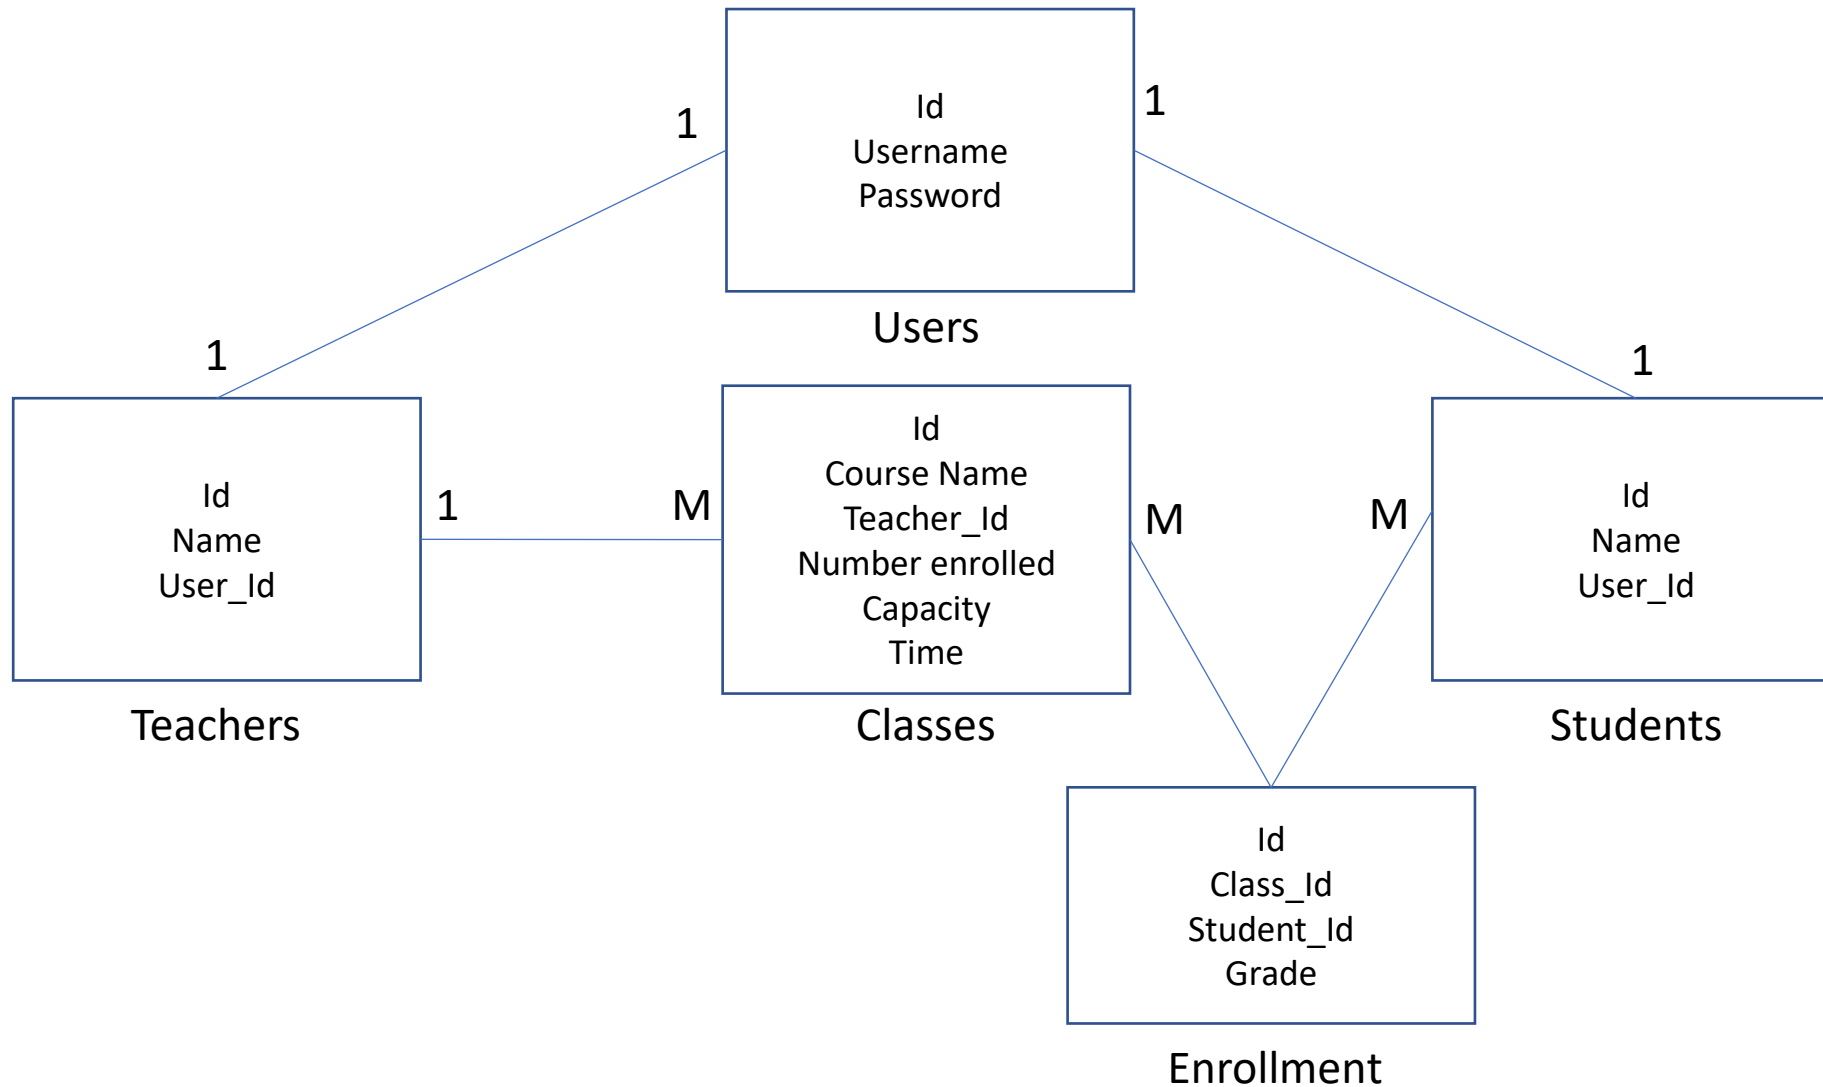 1
Id
Username
Password
1
Users
1
1
Id
Name
User_Id
Teachers
1
M
Id
Course Name
Teacher_Id
Number enrolled
Capacity
Time
Classes
M
M
Id
Name
User_Id
Students
Id
Class_Id
Student_Id
Grade
Enrollment